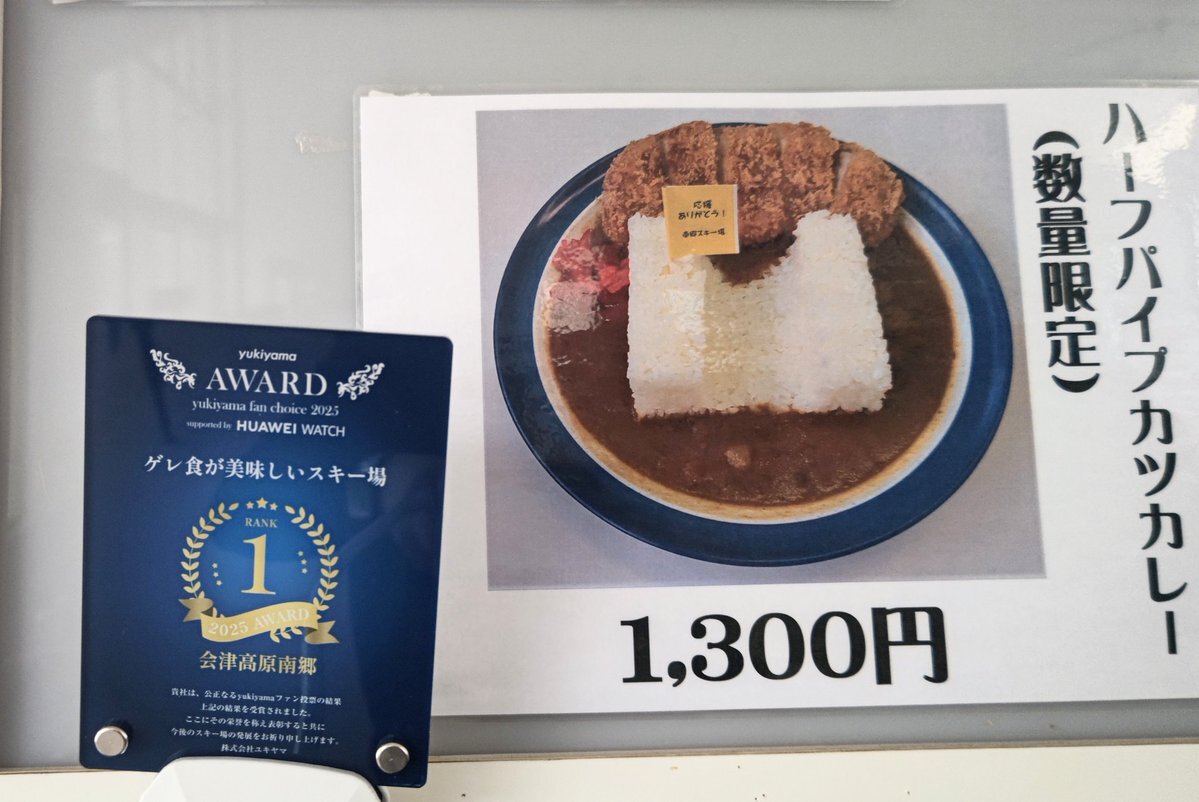 ハーフパイプカツカレー
(数量限定)
応援
ありがとう!
南郷スキー場
1,300円
yukiyama
AWARD
yukiyama fan choice 2025
supported by HUAWEI WATCH
ゲレ食が美味しいスキー場
RANK
1
2025 AWARD
会津高原南郷
貴社は、公正なるyukiyamaファン投票の結果
上記の結果を受賞されました。
ここにその栄誉を称え表彰すると共に
今後のスキー場の発展をお祈り申し上げます。
株式会社ユキヤマ